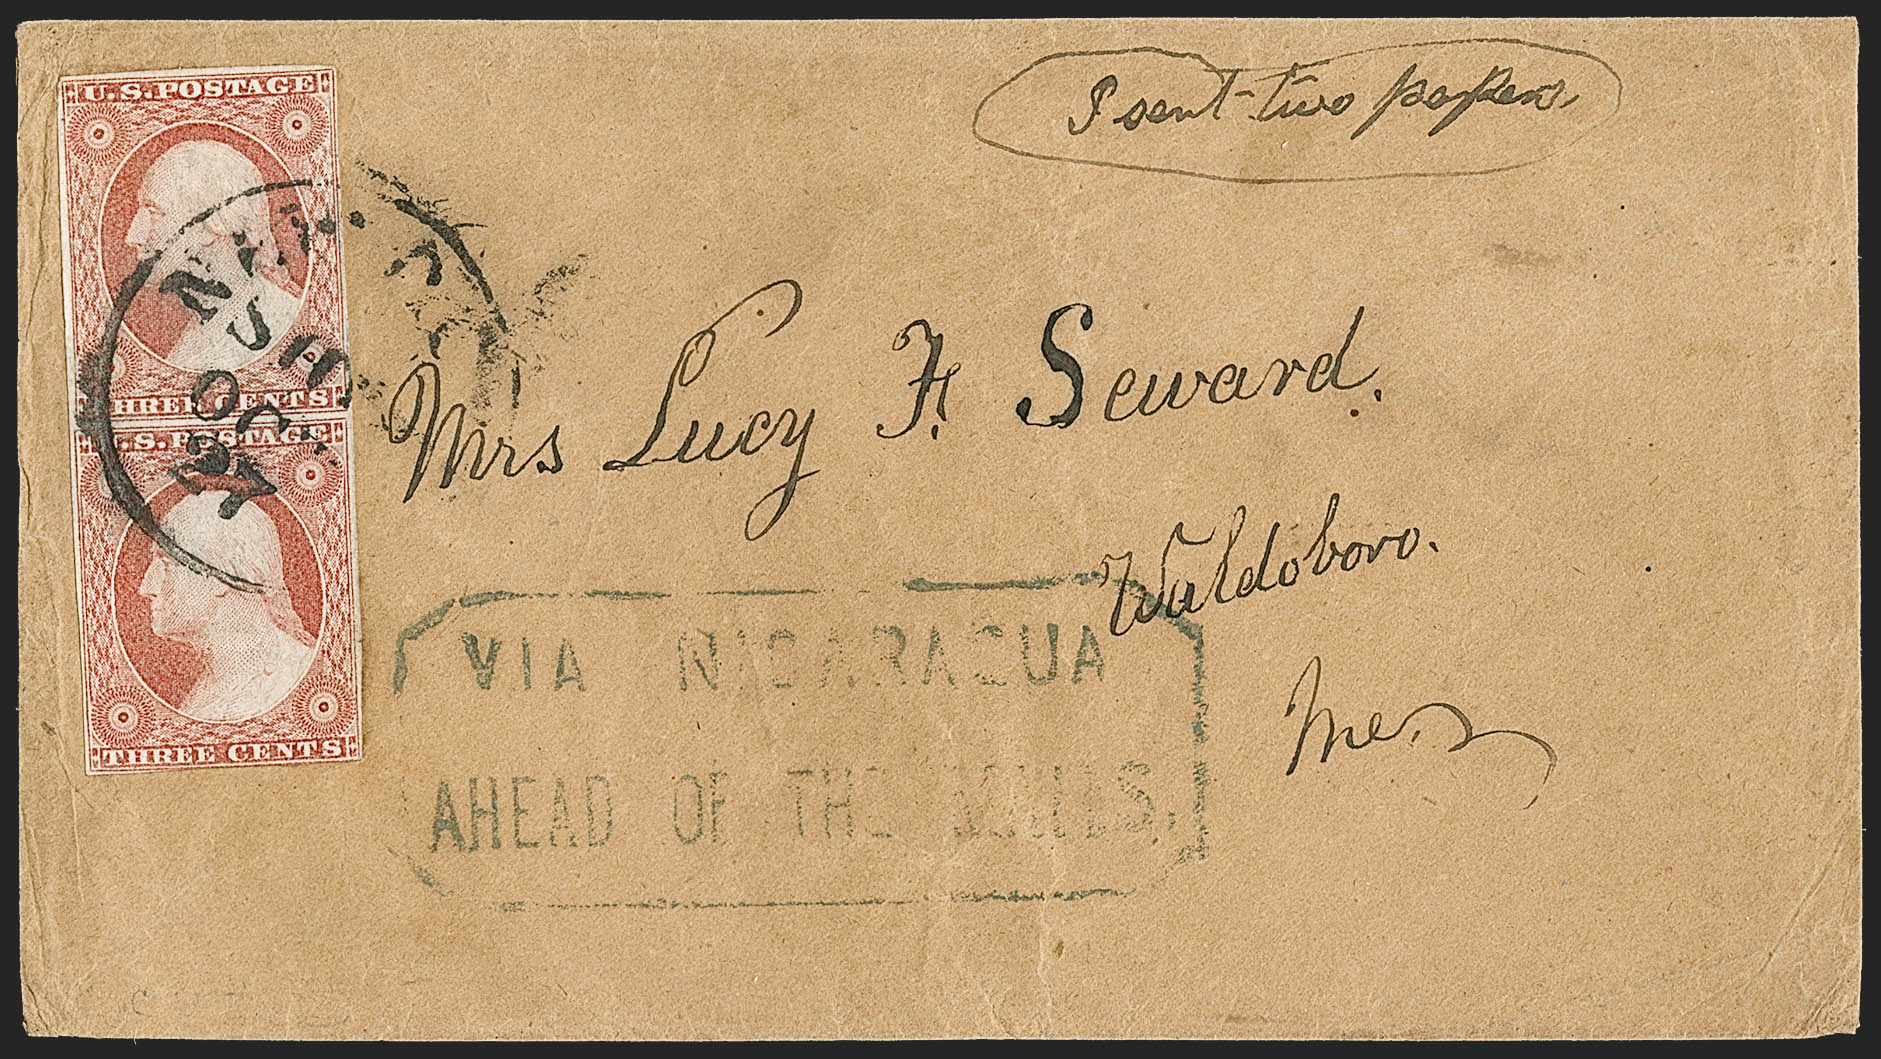 I sent two papers
U.S. POSTAGE
THREE CENTS
U.S. POSTAGE
THREE CENTS
Mrs Lucy F. Seward.
Waldoboro.
Me.
VIA NICARAGUA
AHEAD OF THE MAILS.